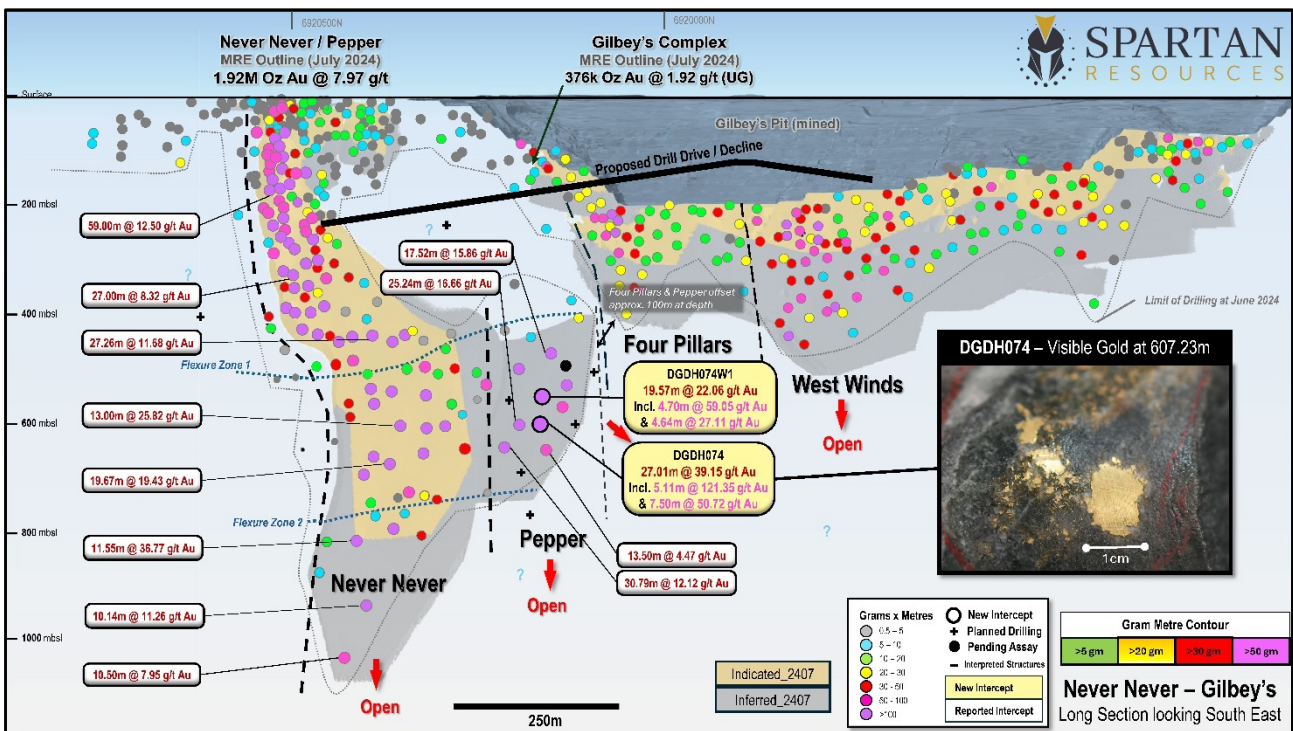 6920500N
6920000N
Never Never / Pepper
MRE Outline (July 2024)
1.92M Oz Au @ 7.97 g/t
Gilbey's Complex
MRE Outline (July 2024)
376k Oz Au @ 1.92 g/t (UG)
SPARTAN
RESOURCES
Surface
Gilbey's Pit (mined)
Proposed Drill Drive / Decline
200 mbsl
59.00m @ 12.50 g/t Au
?
?
17.52m @ 15.86 g/t Au
25.24m @ 16.66 g/t Au
27.00m @ 8.32 g/t Au
Four Pillars & Pepper offset
approx. 100m at depth
Limit of Drilling at June 2024
400 mbsl
27.26m @ 11.68 g/t Au
Flexure Zone 1
Four Pillars
West Winds
Open
DGDH074W1
19.57m @ 22.06 g/t Au
Incl. 4.70m @ 59.05 g/t Au
& 4.64m @ 27.11 g/t Au
DGDH074 – Visible Gold at 607.23m
1cm
13.00m @ 25.82 g/t Au
600 mbsl
19.67m @ 19.43 g/t Au
DGDH074
27.01m @ 39.15 g/t Au
Incl. 5.11m @ 121.35 g/t Au
& 7.50m @ 50.72 g/t Au
Flexure Zone 2
800 mbsl
?
11.55m @ 36.77 g/t Au
Pepper
Open
?
13.50m @ 4.47 g/t Au
30.79m @ 12.12 g/t Au
Never Never
10.14m @ 11.26 g/t Au
1000 mbsl
10.50m @ 7.95 g/t Au
Open
250m
Indicated_2407
Inferred_2407
Grams x Metres
0.5 – 5
5 – 10
10 – 20
20 – 30
30 - 50
50 - 100
>100
New Intercept
Planned Drilling
Pending Assay
Interpreted Structures
New Intercept
Reported Intercept
Gram Metre Contour
>5 gm
>20 gm
>30 gm
>50 gm
Never Never – Gilbey's
Long Section looking South East